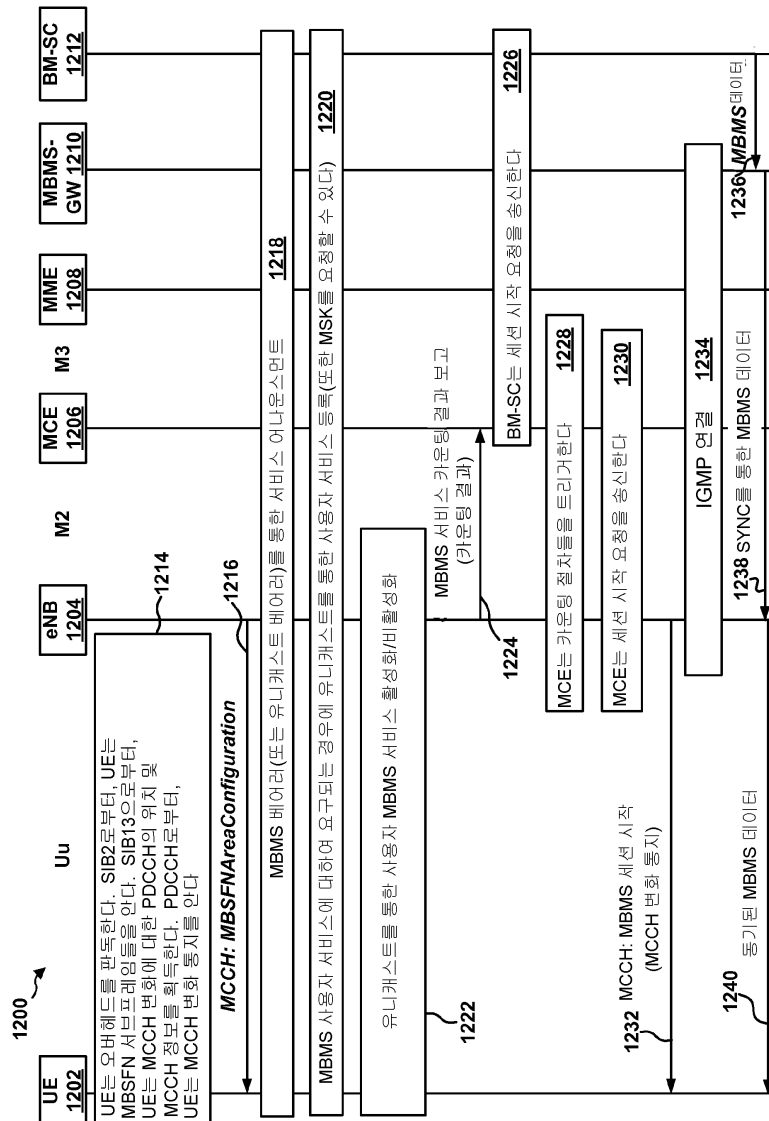 1200
UE
1202
Uu
eNB
1204
M2
MCE
1206
M3
MME
1208
MBMS-
GW 1210
BM-SC
1212
UE는 오버헤드를 판독한다. SIB2로부터, UE는
MBSFN 서브프레임들을 안다. SIB13으로부터,
UE는 MCCH 변화에 대한 PDCCH의 위치 및
MCCH 정보를 획득한다. PDCCH로부터,
UE는 MCCH 변화 통지를 안다
1214
MCCH: MBSFNAreaConfiguration
1216
MBMS 베어러(또는 유니캐스트 베어러)를 통한 서비스 어나운스먼트
1218
MBMS 사용자 서비스에 대하여 요구되는 경우에 유니캐스트를 통한 사용자 서비스 등록(또한 MSK를 요청할 수 있다)
1220
유니캐스트를 통한 사용자 MBMS 서비스 활성화/비활성화
1222
MBMS 서비스 카운팅 결과 보고
(카운팅 결과)
1224
BM-SC는 세션 시작 요청을 송신한다
1226
MCE는 카운팅 절차들을 트리거한다
1228
MCE는 세션 시작 요청을 송신한다
1230
MCCH: MBMS 세션 시작
(MCCH 변화 통지)
1232
IGMP 연결
1234
1236 MBMS 데이터
1238 SYNC를 통한 MBMS 데이터
동기된 MBMS 데이터
1240